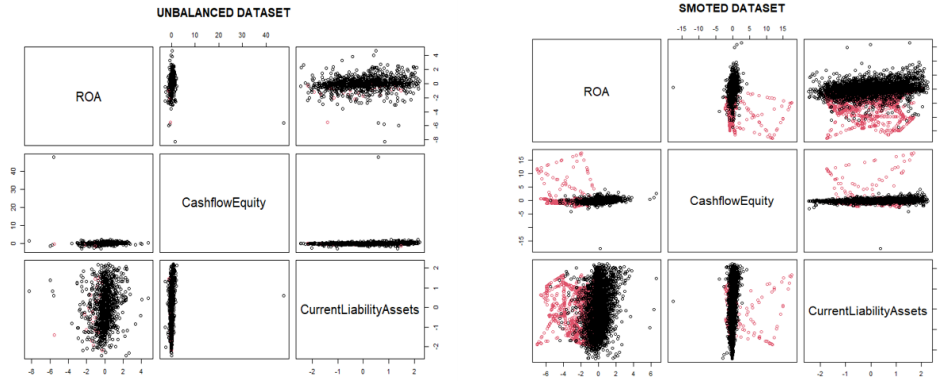 UNBALANCED DATASET
0 20 40
ROA
4
2
0
-2
-4
-6
-8
40
30
20
10
0
CashflowEquity
2
1
0
-1
-2
CurrentLiabilityAssets
-8 -6 -4 -2 0 2 4
-2 -1 0 1 2
SMOTED DATASET
-15 -5 0 5 10 15
ROA
15
10
5
0
-5
-15
CashflowEquity
CurrentLiabilityAssets
-6 -4 -2 0 2 4 6
-2 -1 0 1 2